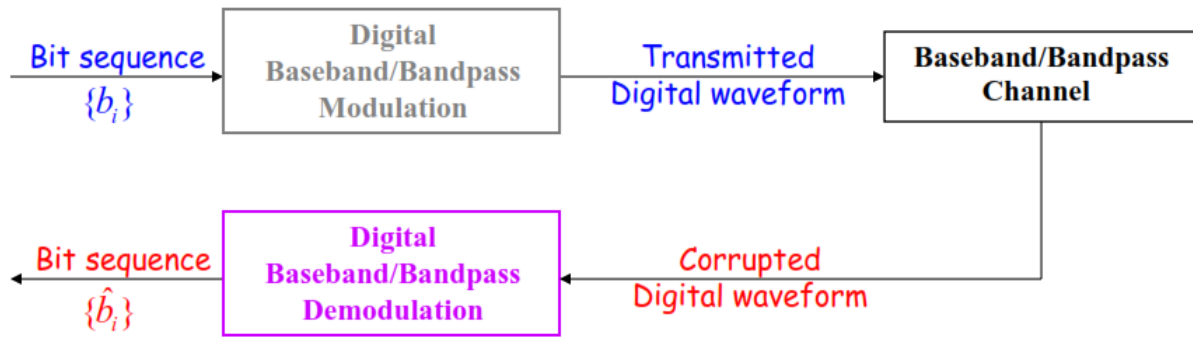 Bit sequence
{b_i}
Digital
Baseband/Bandpass
Modulation
Transmitted
Digital waveform
Baseband/Bandpass
Channel
Bit sequence
{b̂_i}
Digital
Baseband/Bandpass
Demodulation
Corrupted
Digital waveform